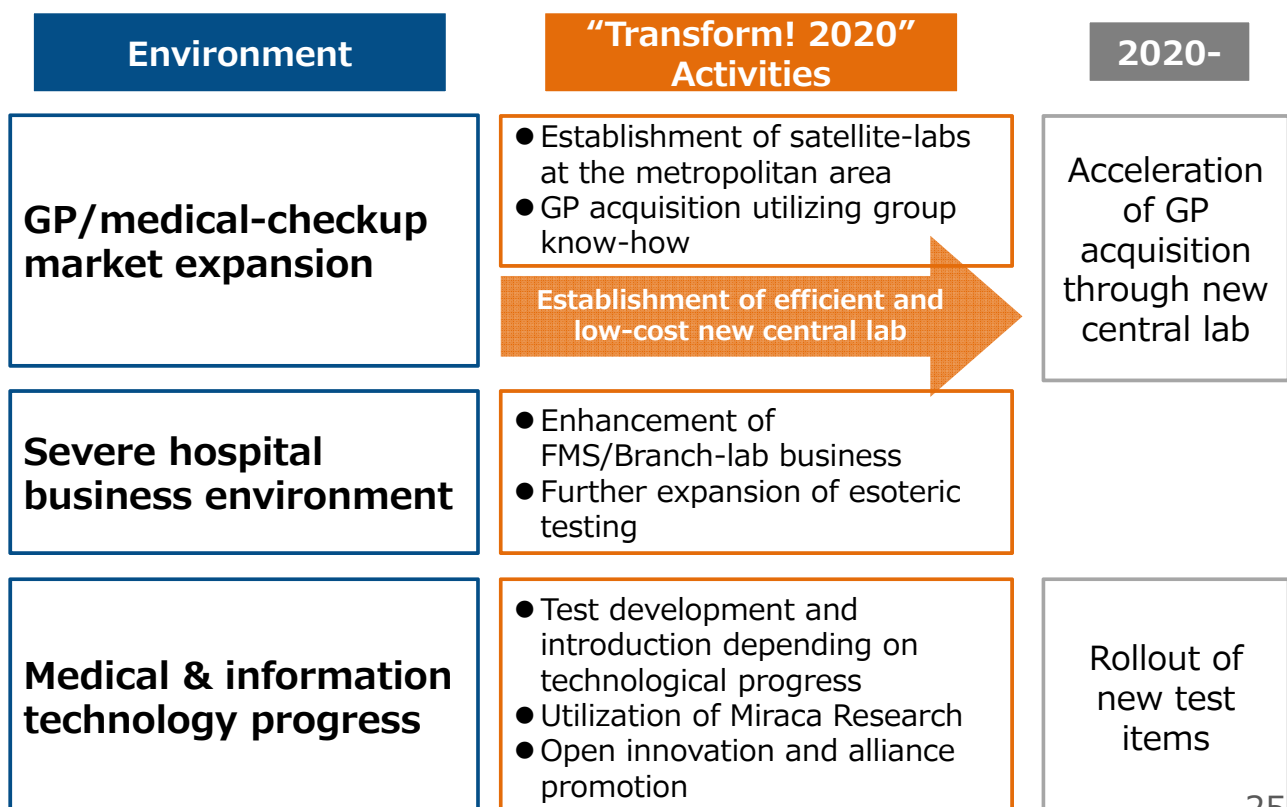 Environment
“Transform! 2020”
Activities
2020-
GP/medical-checkup
market expansion
●Establishment of satellite-labs
at the metropolitan area
●GP acquisition utilizing group
know-how
Establishment of efficient and
low-cost new central lab
Acceleration
of GP
acquisition
through new
central lab
Severe hospital
business environment
●Enhancement of
FMS/Branch-lab business
●Further expansion of esoteric
testing
Medical & information
technology progress
●Test development and
introduction depending on
technological progress
●Utilization of Miraca Research
●Open innovation and alliance
promotion
Rollout of
new test
items